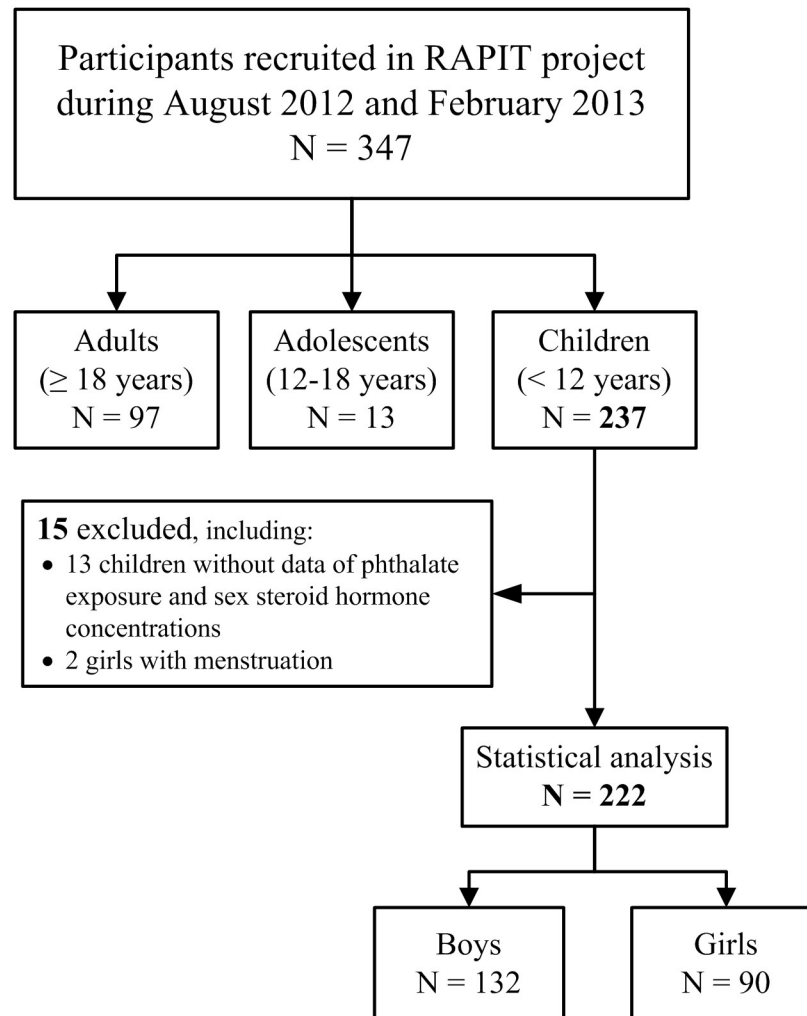 Participants recruited in RAPIT project
during August 2012 and February 2013
N = 347
Adults
(≥ 18 years)
N = 97
Adolescents
(12-18 years)
N = 13
Children
(< 12 years)
N = 237
15 excluded, including:
• 13 children without data of phthalate
exposure and sex steroid hormone
concentrations
• 2 girls with menstruation
Statistical analysis
N = 222
Boys
N = 132
Girls
N = 90